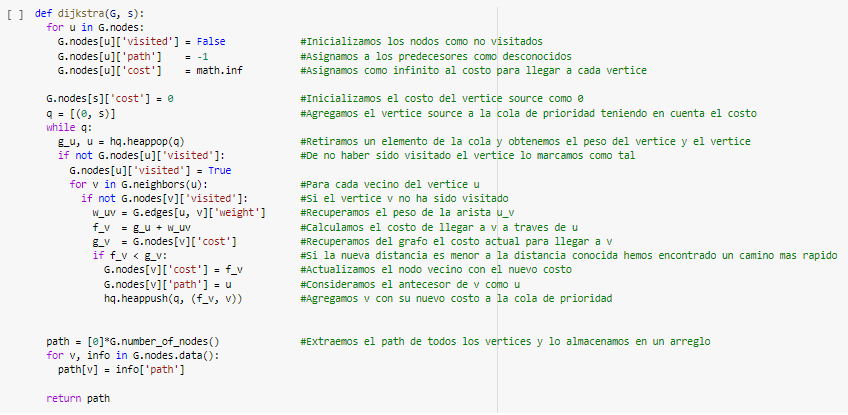 [ ] def dijkstra(G, s):
for u in G.nodes:
G.nodes[u]['visited'] = False #Inicializamos los nodos como no visitados
G.nodes[u]['path'] = -1 #Asignamos a los predecesores como desconocidos
G.nodes[u]['cost'] = math.inf #Asignamos como infinito al costo para llegar a cada vertice
G.nodes[s]['cost'] = 0 #Inicializamos el costo del vertice source como 0
q = [(0, s)] #Agregamos el vertice source a la cola de prioridad teniendo en cuenta el costo
while q:
g_u, u = hq.heappop(q) #Retiramos un elemento de la cola y obtenemos el peso del vertice y el vertice
if not G.nodes[u]['visited']: #De no haber sido visitado el vertice lo marcamos como tal
G.nodes[u]['visited'] = True
for v in G.neighbors(u): #Para cada vecino del vertice u
if not G.nodes[v]['visited']: #Si el vertice v no ha sido visitado
w_uv = G.edges[u, v]['weight'] #Recuperamos el peso de la arista u_v
f_v = g_u + w_uv #Calculamos el costo de llegar a v a traves de u
g_v = G.nodes[v]['cost'] #Recuperamos del grafo el costo actual para llegar a v
if f_v < g_v: #Si la nueva distancia es menor a la distancia conocida hemos encontrado un camino mas rapido
G.nodes[v]['cost'] = f_v #Actualizamos el nodo vecino con el nuevo costo
G.nodes[v]['path'] = u #Consideramos el antecesor de v como u
hq.heappush(q, (f_v, v)) #Agregamos v con su nuevo costo a la cola de prioridad
path = [0]*G.number_of_nodes() #Extraemos el path de todos los vertices y lo almacenamos en un arreglo
for v, info in G.nodes.data():
path[v] = info['path']
return path